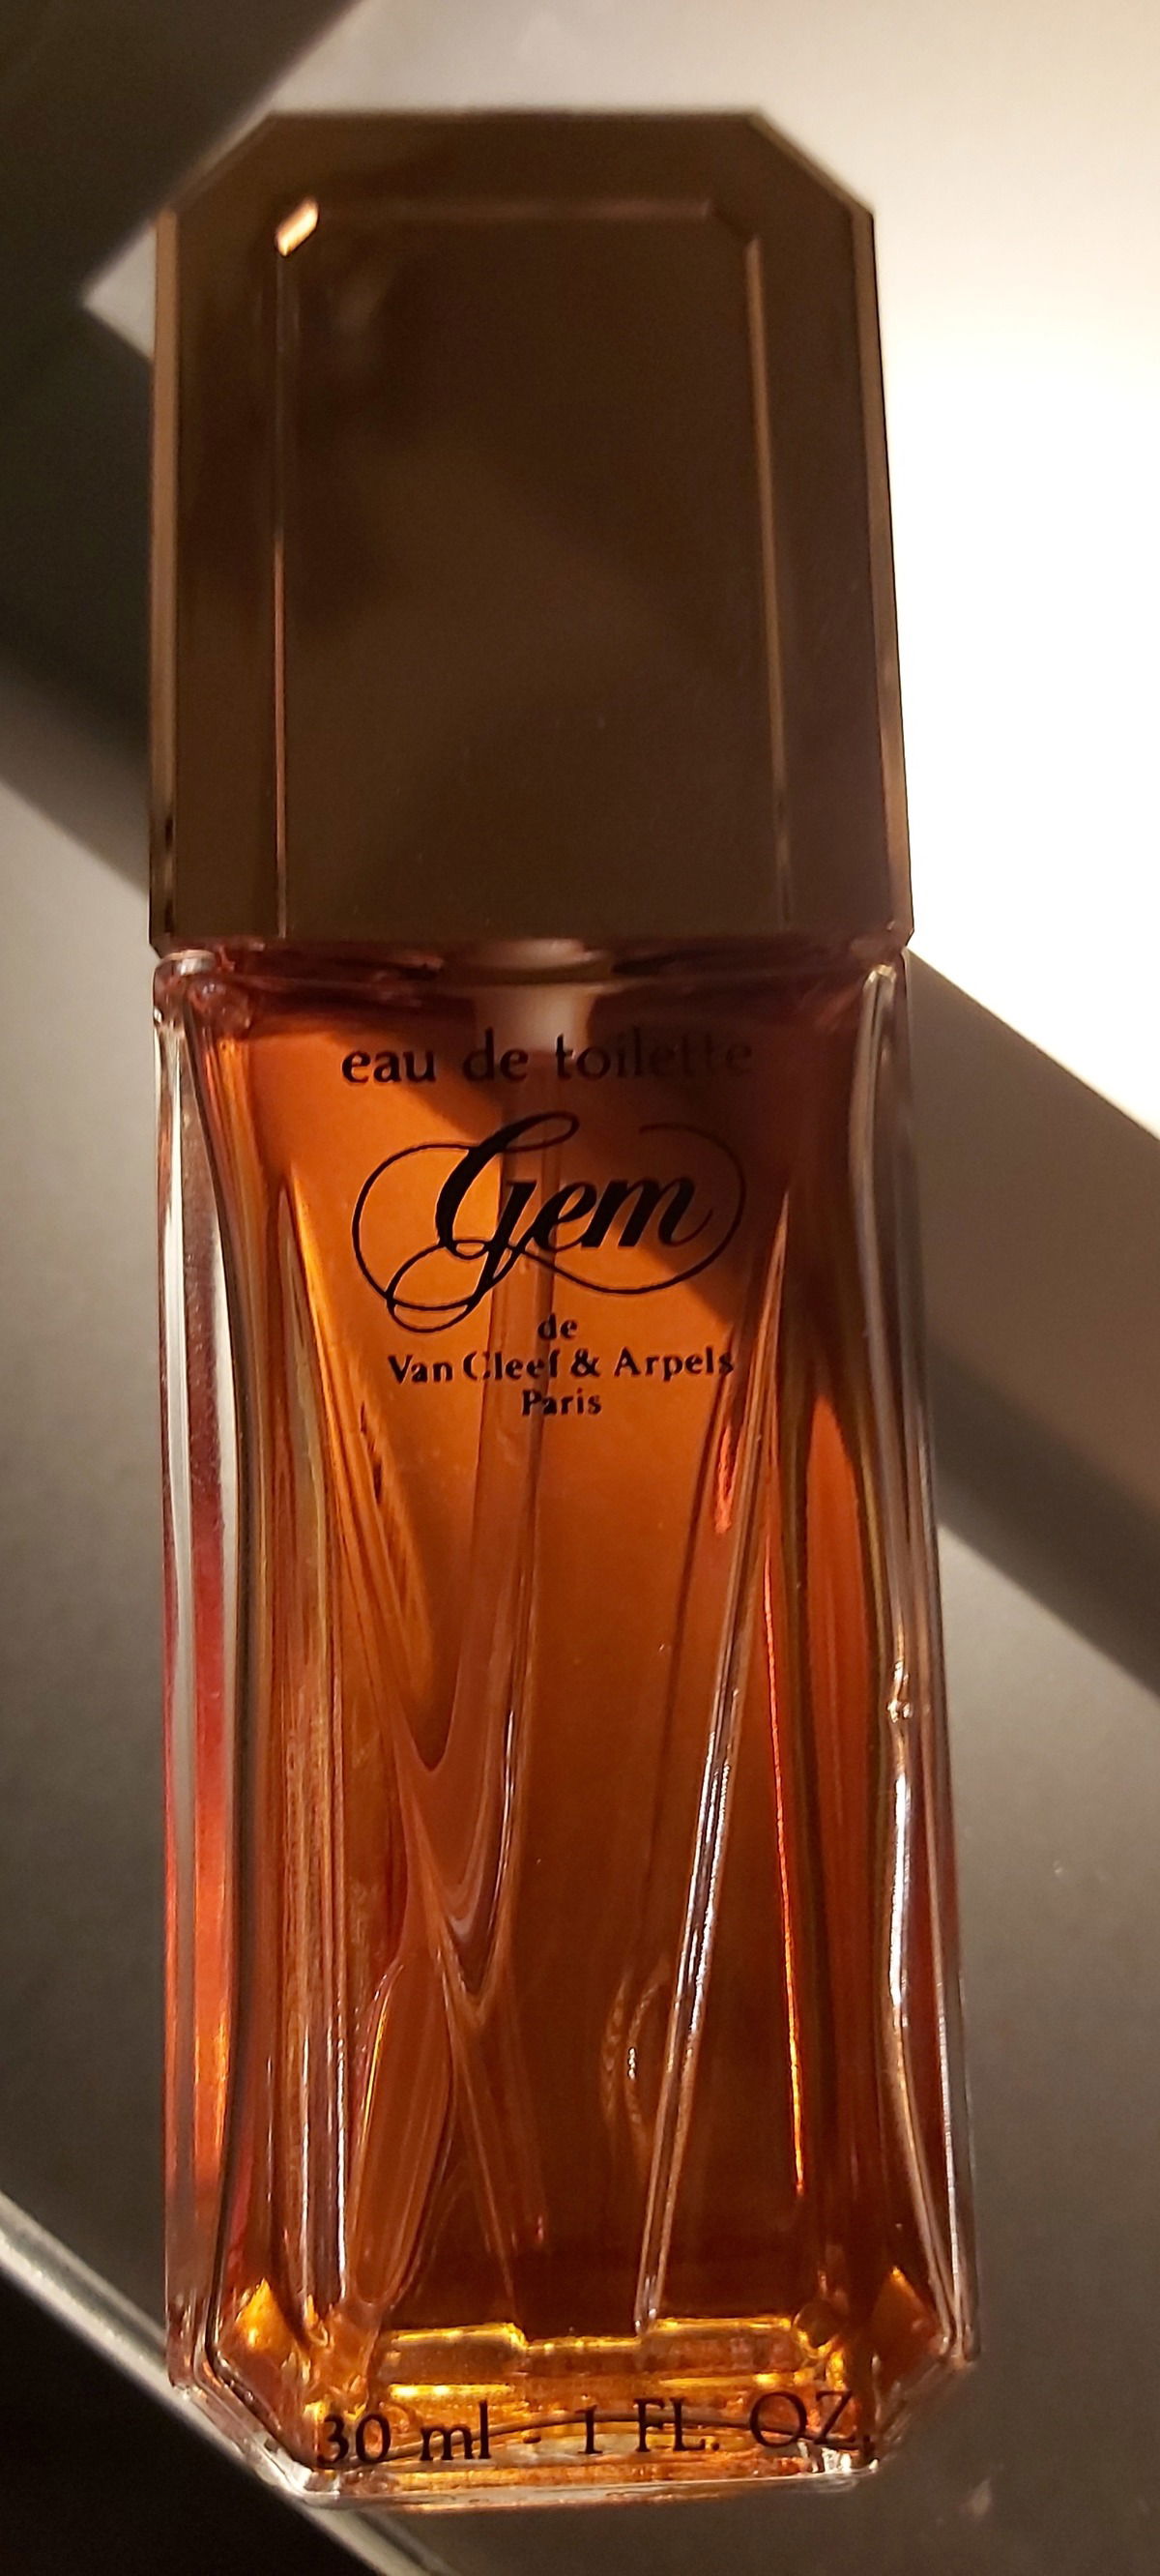 eau de toilette
Gem
de
Van Cleef & Arpels
Paris
30 ml - 1 FL. OZ.